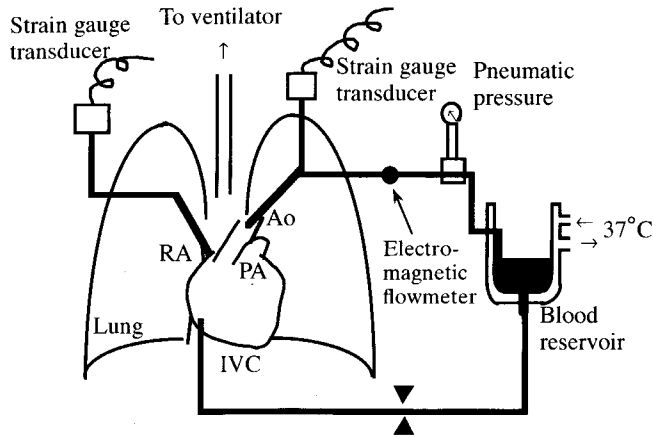 To ventilator
Strain gauge
transducer
Strain gauge
transducer
Pneumatic
pressure
Ao
RA
PA
Electro-
magnetic
flowmeter
37°C
Lung
IVC
Blood
reservoir